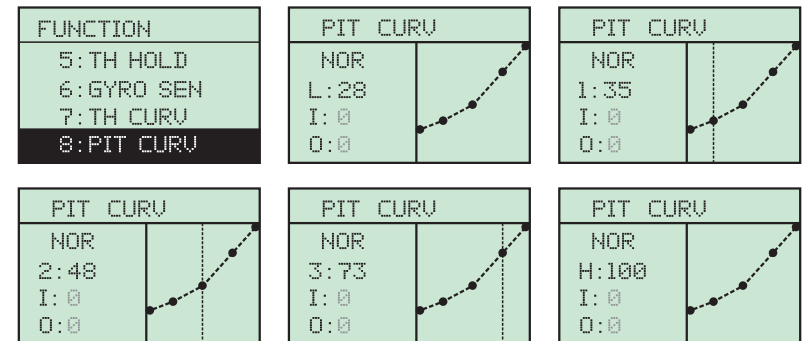 FUNCTION
5:TH HOLD
6:GYRO SEN
7:TH CURV
8:PIT CURV
PIT CURV
NOR
L:28
I:0
O:0
PIT CURV
NOR
1:35
I:0
O:0
PIT CURV
NOR
2:48
I:0
O:0
PIT CURV
NOR
3:73
I:0
O:0
PIT CURV
NOR
H:100
I:0
O:0